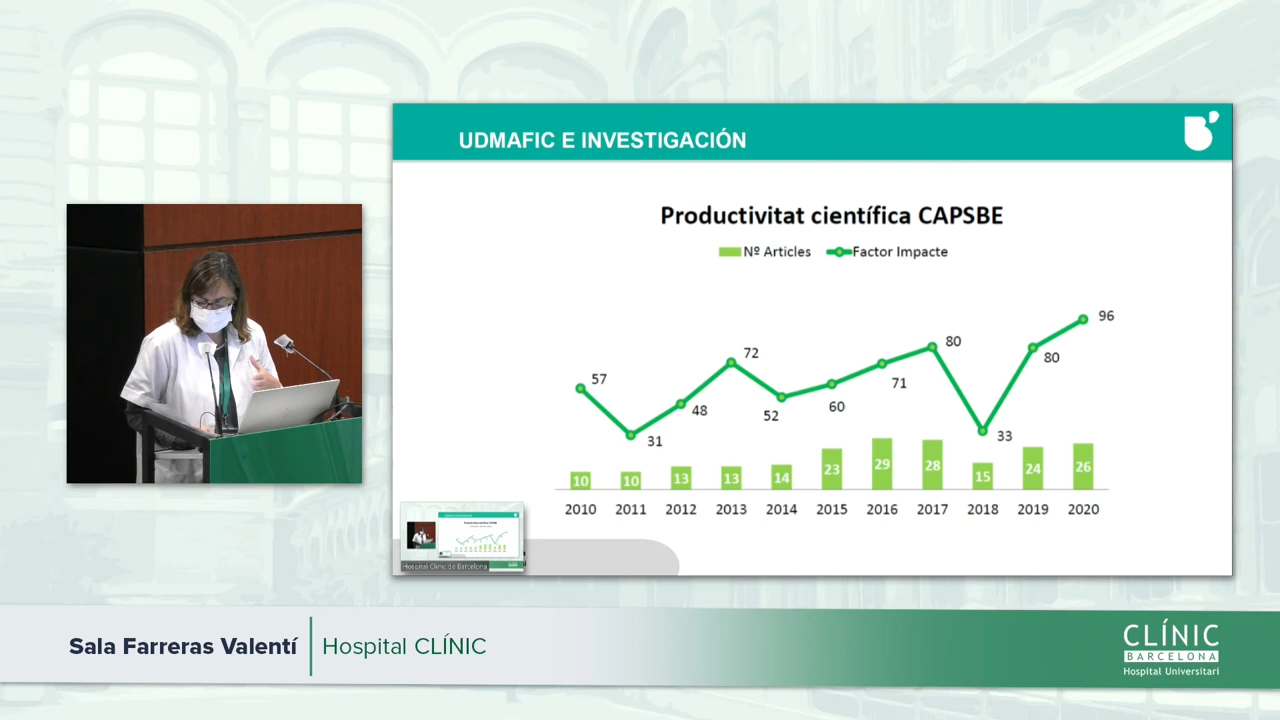 UDMAFIC E INVESTIGACIÓN
Productivitat científica CAPSBE
Nº Articles Factor Impacte
57 31 48 72 52 60 71 80 33 80 96
10 10 13 13 14 23 29 28 15 24 26
2010 2011 2012 2013 2014 2015 2016 2017 2018 2019 2020
Hospital Clínic de Barcelona
Sala Farreras Valentí Hospital CLÍNIC
CLÍNIC
BARCELONA
Hospital Universitari